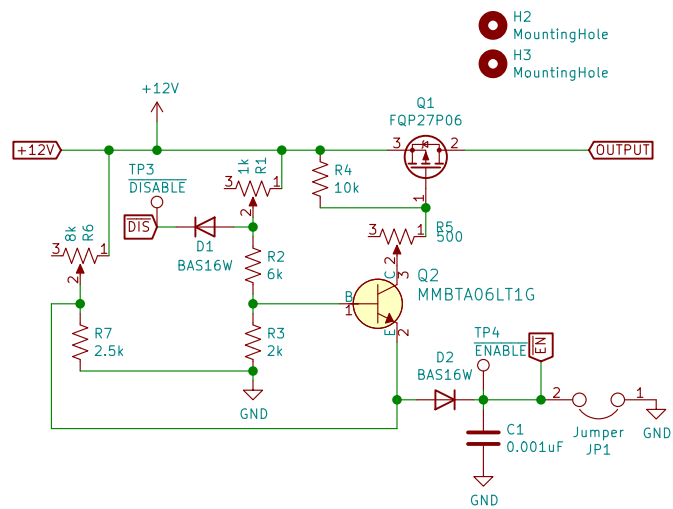 H2
MountingHole
H3
MountingHole
+12V
Q1
FQP27P06
+12V
3
2
OUTPUT
1
TP3
DISABLE
DIS
3
1k
R1
1
2
R4
10k
D1
BAS16W
3
8k
R6
1
2
3
R5
500
1
2
R2
6k
C
3
Q2
MMBTA06LT1G
B
1
E
2
R7
2.5k
R3
2k
GND
D2
BAS16W
TP4
ENABLE
EN
2
1
Jumper
JP1
GND
C1
0.001uF
GND